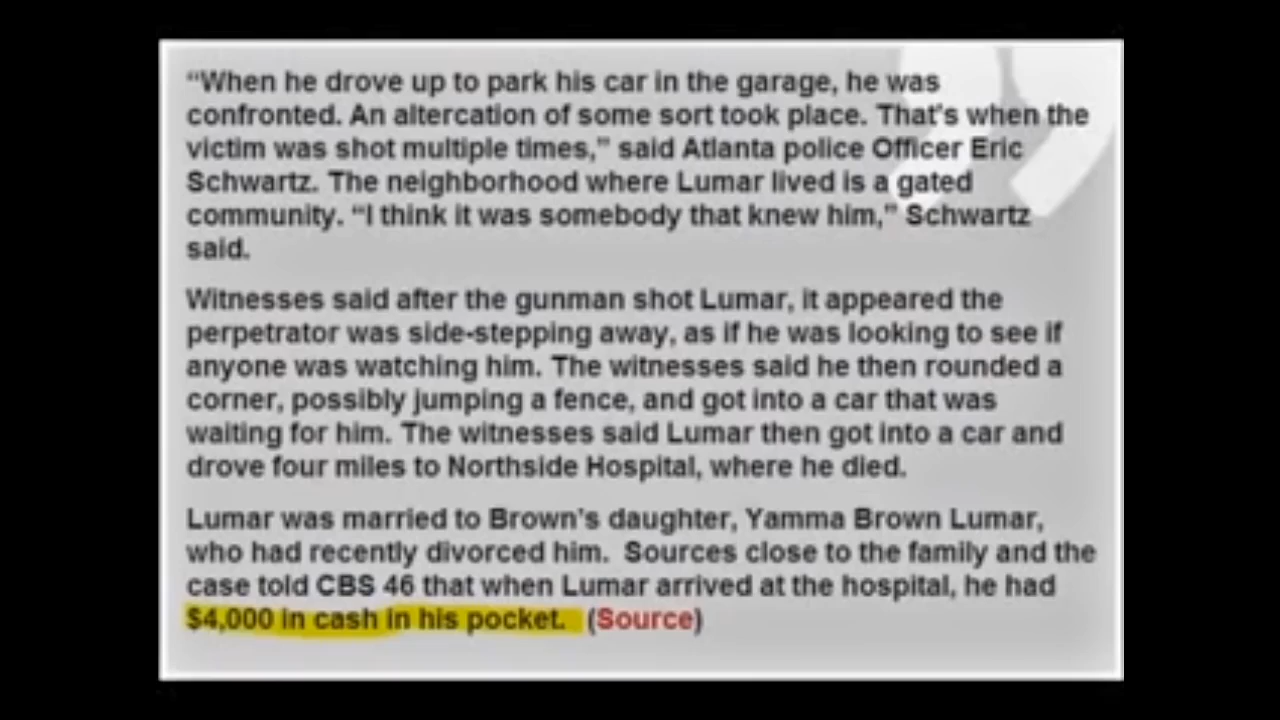 “When he drove up to park his car in the garage, he was
confronted. An altercation of some sort took place. That's when the
victim was shot multiple times,” said Atlanta police Officer Eric
Schwartz. The neighborhood where Lumar lived is a gated
community. “I think it was somebody that knew him,” Schwartz
said.
Witnesses said after the gunman shot Lumar, it appeared the
perpetrator was side-stepping away, as if he was looking to see if
anyone was watching him. The witnesses said he then rounded a
corner, possibly jumping a fence, and got into a car that was
waiting for him. The witnesses said Lumar then got into a car and
drove four miles to Northside Hospital, where he died.
Lumar was married to Brown's daughter, Yamma Brown Lumar,
who had recently divorced him. Sources close to the family and the
case told CBS 46 that when Lumar arrived at the hospital, he had
$4,000 in cash in his pocket. (Source)